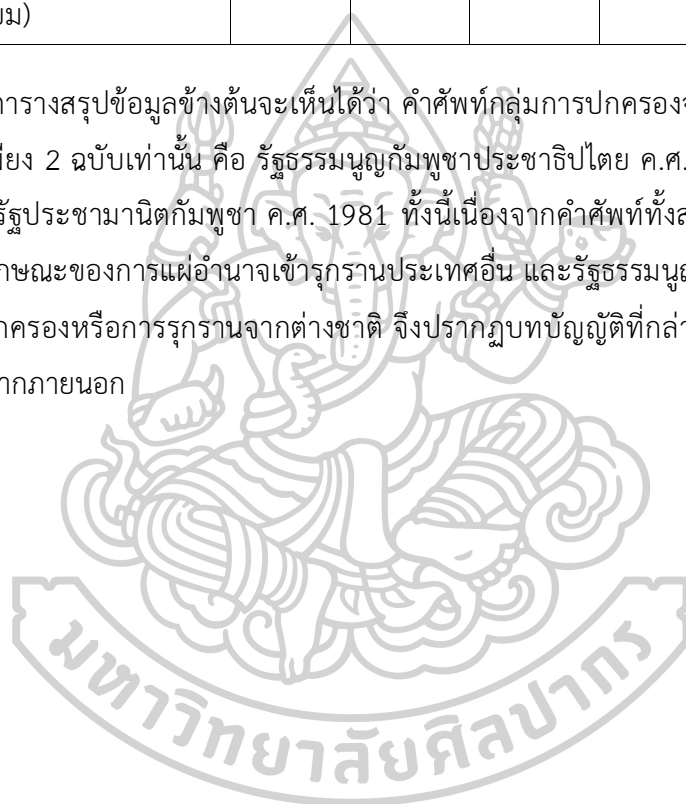 ยม)
ตารางสรุปข้อมูลข้างต้นจะเห็นได้ว่า คำศัพท์กลุ่มการปกครอง
พียง 2 ฉบับเท่านั้น คือ รัฐธรรมนูญกัมพูชาประชาธิปไตย ค.ศ.
รัฐประชามานิตกัมพูชา ค.ศ. 1981 ทั้งนี้เนื่องจากคำศัพท์ทั้งส
กษณะของการแผ่อำนาจเข้ารุกรานประเทศอื่น และรัฐธรรมนูญ
กครองหรือการรุกรานจากต่างชาติ จึงปรากฏบทบัญญัติที่กล่า
ากภายนอก
มหาวิทยาลัยศิลปากร